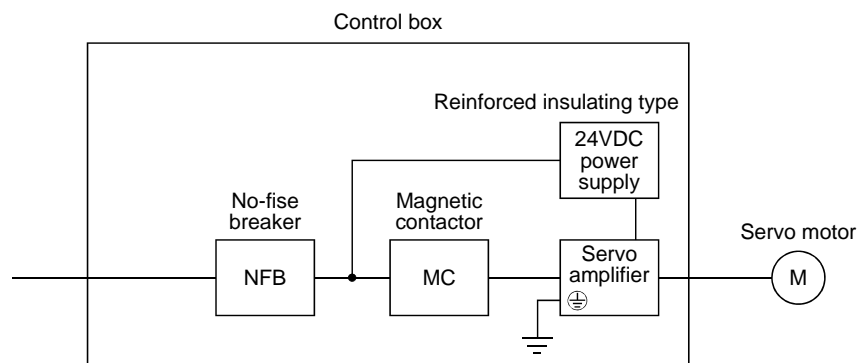 Control box
Reinforced insulating type
24VDC
power
supply
No-fise
breaker
Magnetic
contactor
Servo motor
NFB
MC
Servo
amplifier
M